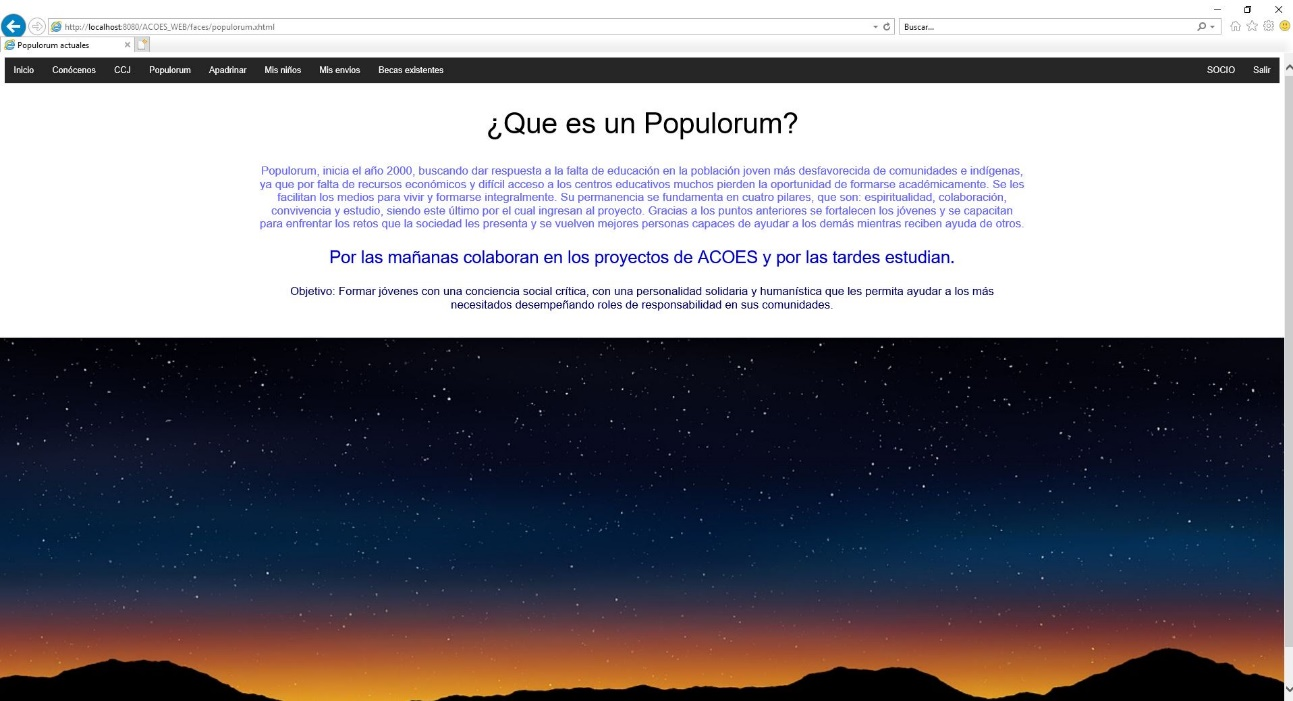 http://localhost:8080/ACOES_WEB/faces/populorum.xhtml
Buscar...
Populorum actuales
Inicio Conócenos CCJ Populorum Apadrinar Mis niños Mis envios Becas existentes SOCIO Salir
¿Que es un Populorum?
Populorum, inicia el año 2000, buscando dar respuesta a la falta de educación en la población joven más desfavorecida de comunidades e indígenas,
ya que por falta de recursos económicos y difícil acceso a los centros educativos muchos pierden la oportunidad de formarse académicamente. Se les
facilitan los medios para vivir y formarse integralmente. Su permanencia se fundamenta en cuatro pilares, que son: espiritualidad, colaboración,
convivencia y estudio, siendo este último por el cual ingresan al proyecto. Gracias a los puntos anteriores se fortalecen los jóvenes y se capacitan
para enfrentar los retos que la sociedad les presenta y se vuelven mejores personas capaces de ayudar a los demás mientras reciben ayuda de otros.
Por las mañanas colaboran en los proyectos de ACOES y por las tardes estudian.
Objetivo: Formar jóvenes con una conciencia social crítica, con una personalidad solidaria y humanística que les permita ayudar a los más
necesitados desempeñando roles de responsabilidad en sus comunidades.